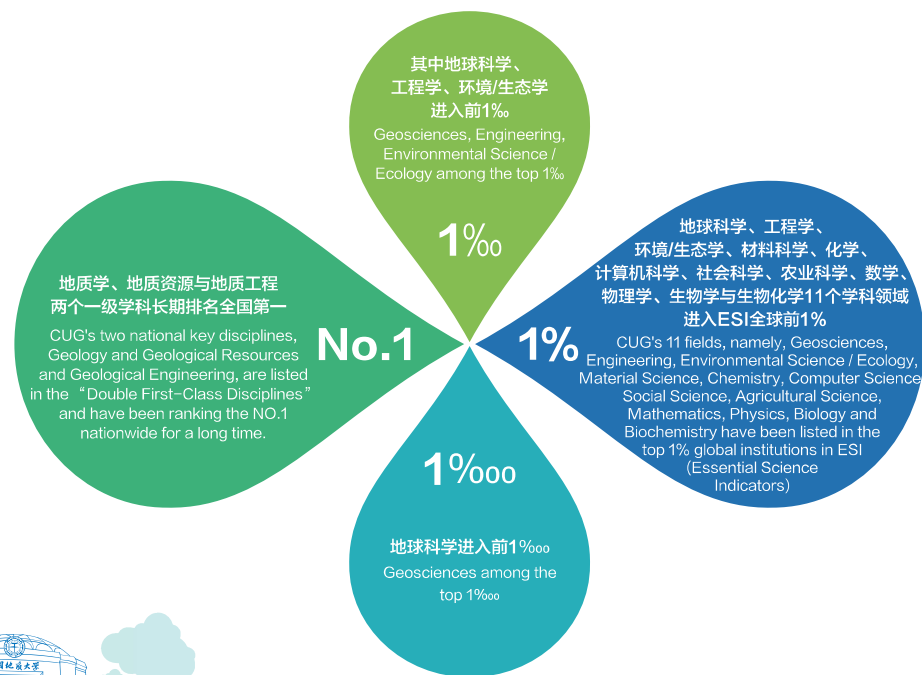 其中地球科学、
工程学、环境/生态学
进入前1‰
Geosciences, Engineering,
Environmental Science /
Ecology among the top 1‰
1‰
地质学、地质资源与地质工程
两个一级学科长期排名全国第一
CUG's two national key disciplines,
Geology and Geological Resources
and Geological Engineering, are listed
in the “Double First-Class Disciplines”
and have been ranking the NO.1
nationwide for a long time.
No.1
1%
地球科学、工程学、
环境/生态学、材料科学、化学、
计算机科学、社会科学、农业科学、数学、
物理学、生物学与生物化学11个学科领域
进入ESI全球前1%
CUG's 11 fields, namely, Geosciences,
Engineering, Environmental Science / Ecology,
Material Science, Chemistry, Computer Science
Social Science, Agricultural Science,
Mathematics, Physics, Biology and
Biochemistry have been listed in the
top 1% global institutions in ESI
(Essential Science
Indicators)
1‱
地球科学进入前1‱
Geosciences among the
top 1‱
地质大学